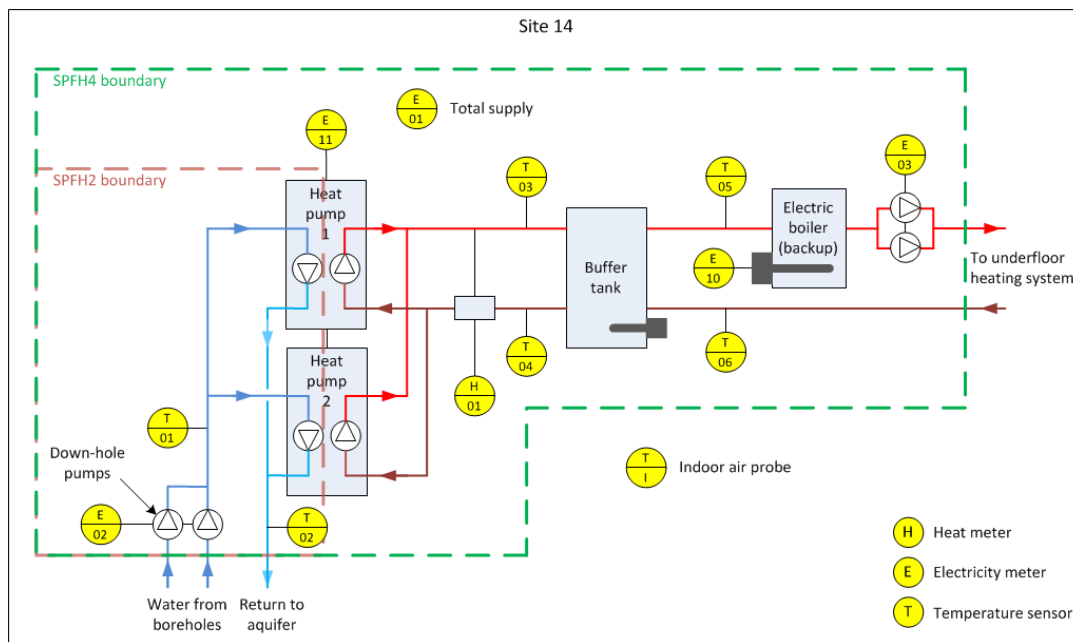 Site 14
SPFH4 boundary
E
01
Total supply
E
11
E
03
SPFH2 boundary
T
03
T
05
Heat
pump
1
Electric
boiler
(backup)
To underfloor
heating system
E
10
Buffer
tank
T
04
T
06
Heat
pump
2
H
01
T
01
Down-hole
pumps
T
I
Indoor air probe
E
02
T
02
H
Heat meter
E
Electricity meter
T
Temperature sensor
Water from
boreholes
Return to
aquifer